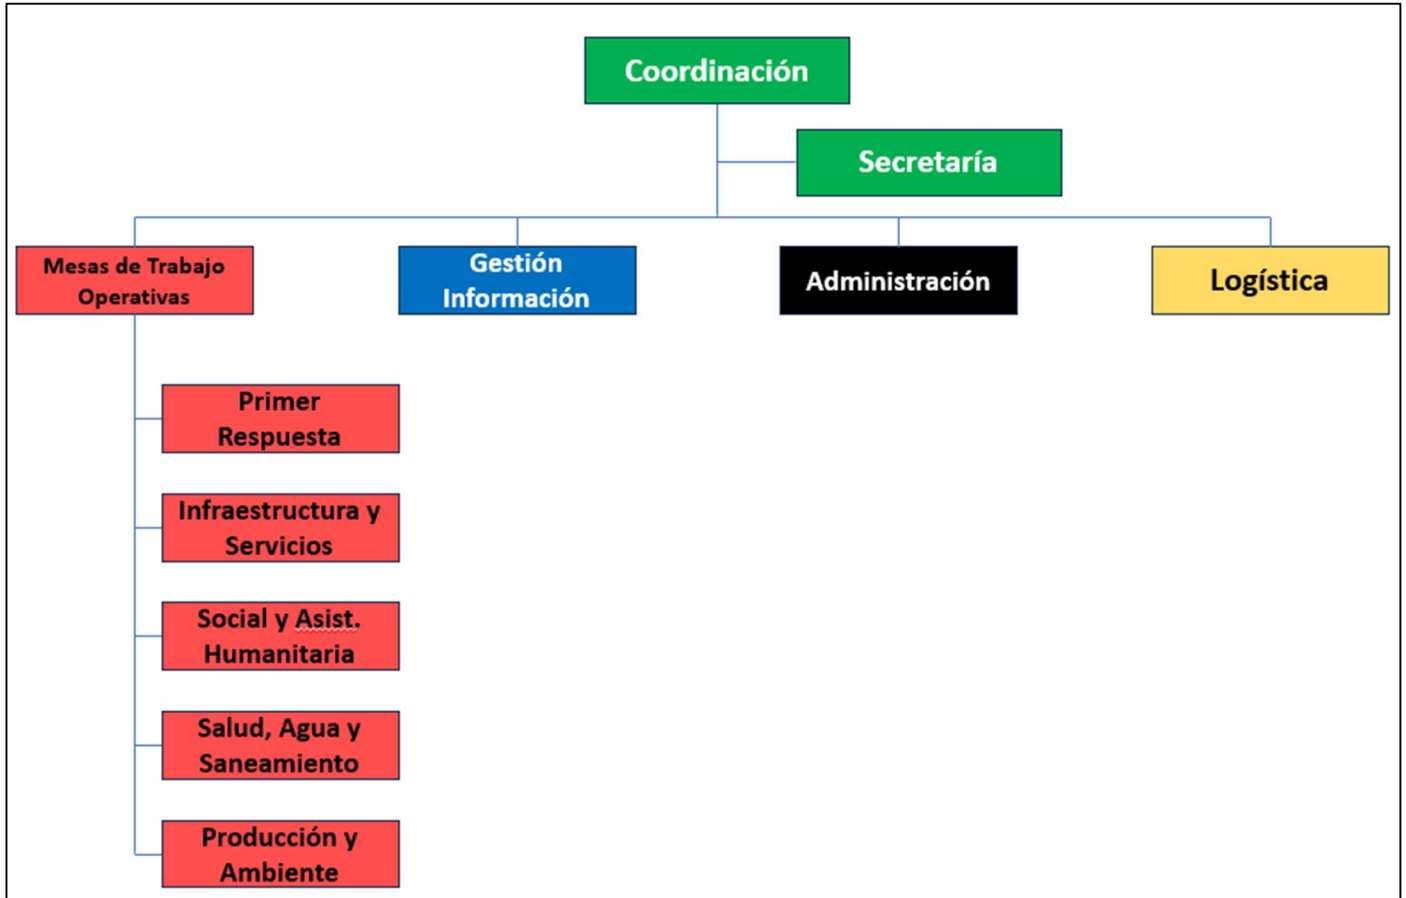 Coordinación
Secretaría
Mesas de Trabajo
Operativas
Gestión
Información
Administración
Logística
Primer
Respuesta
Infraestructura y
Servicios
Social y Asist.
Humanitaria
Salud, Agua y
Saneamiento
Producción y
Ambiente